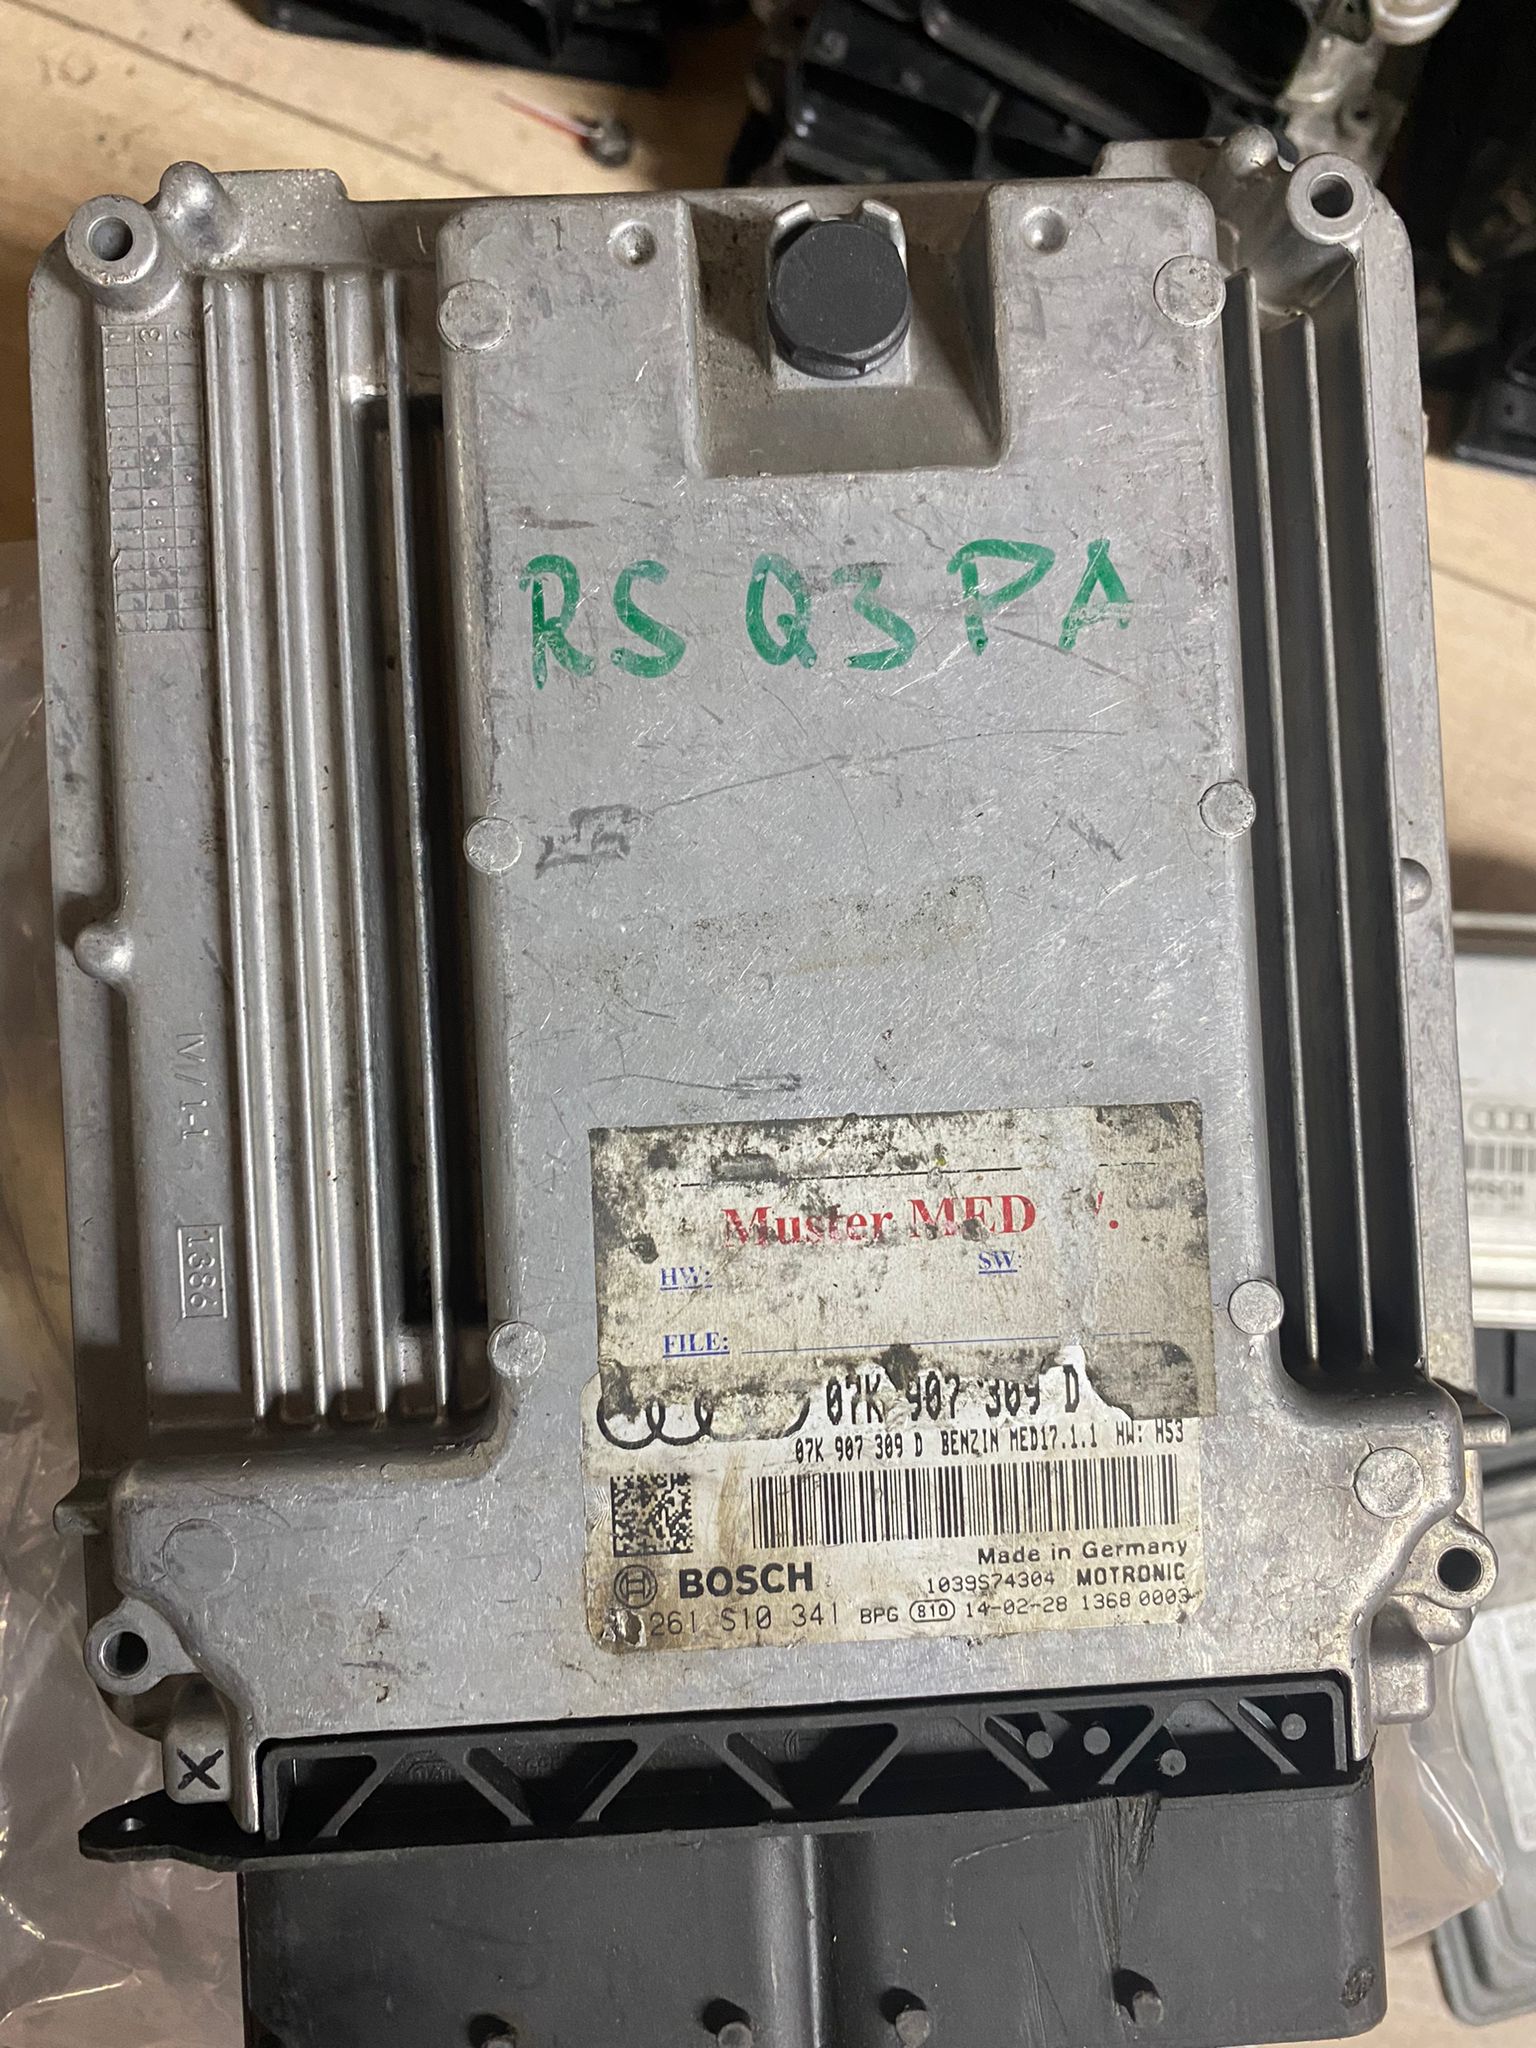 RS Q3 PA
1386
Muster MED
HW:
SW:
FILE:
07K 907 309 D
07K 907 309 D BENZIN MED17.1.1 HW: H53
Made in Germany
BOSCH
1039S74304 MOTRONIC
261 S10 341 BPG 810 14-02-28 1368 0003
X